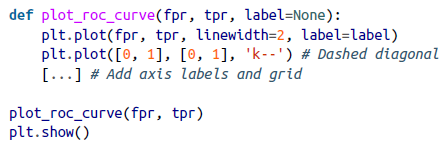 def plot_roc_curve(fpr, tpr, label=None):
    plt.plot(fpr, tpr, linewidth=2, label=label)
    plt.plot([0, 1], [0, 1], 'k--') # Dashed diagonal
    [...] # Add axis labels and grid

plot_roc_curve(fpr, tpr)
plt.show()